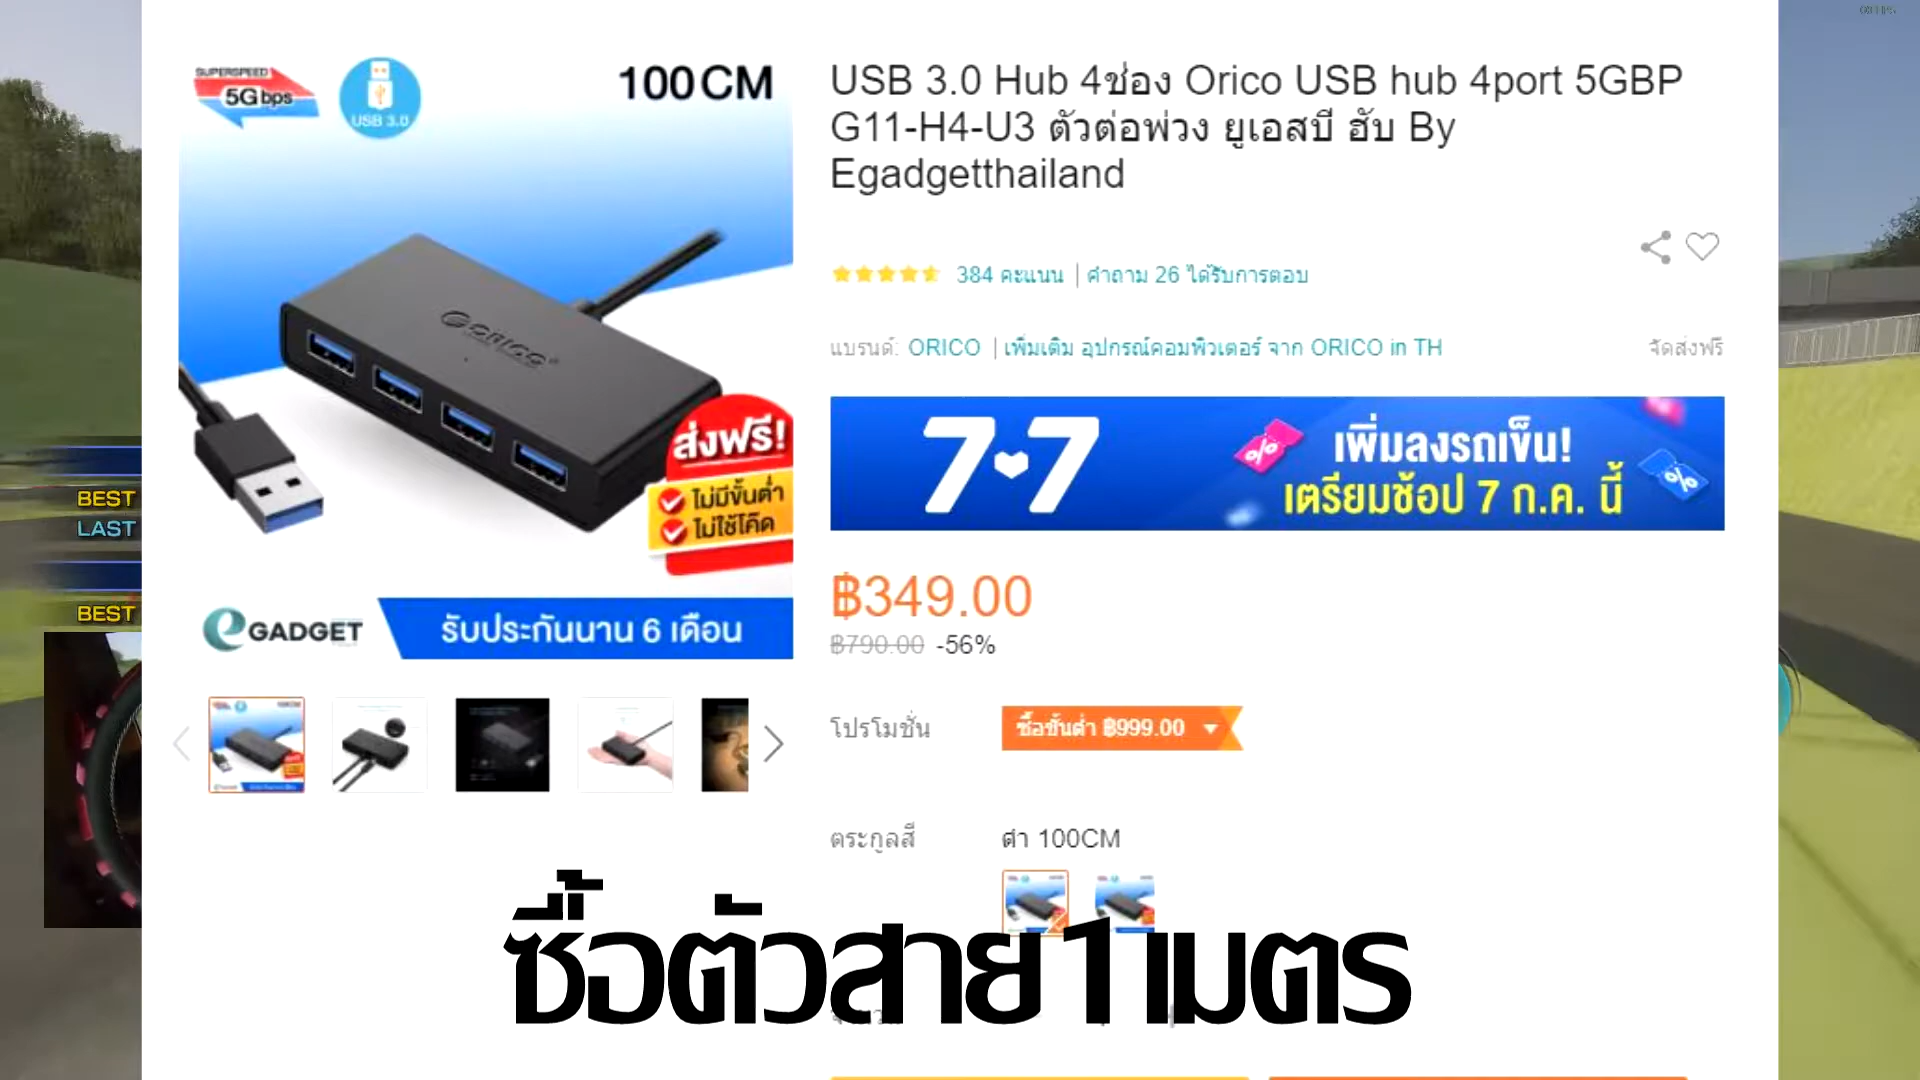 SUPERSPEED
5Gbps
USB 3.0
100CM
ORICO
ส่งฟรี!
ไม่มีขั้นต่ำ
ไม่ใช้โค๊ด
eGADGET
รับประกันนาน 6 เดือน
USB 3.0 Hub 4ช่อง Orico USB hub 4port 5GBP
G11-H4-U3 ตัวต่อพ่วง ยูเอสบี ฮับ By
Egadgetthailand
384 คะแนน | คำถาม 26 ได้รับการตอบ
แบรนด์: ORICO | เพิ่มเติม อุปกรณ์คอมพิวเตอร์ จาก ORICO in TH
จัดส่งฟรี
7 7
เพิ่มลงรถเข็น!
เตรียมช้อป 7 ก.ค. นี้
฿349.00
฿790.00 -56%
โปรโมชั่น
ซื้อขั้นต่ำ ฿999.00
ตระกูลสี
ดำ 100CM
ซื้อตัวสาย 1 เมตร
BEST
LAST
BEST